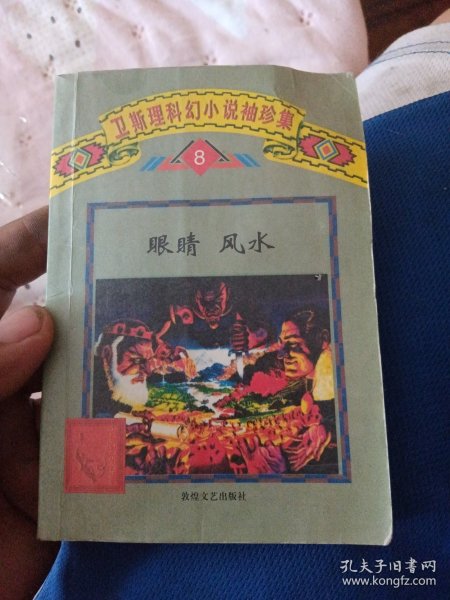 卫斯理科幻小说袖珍集
8
眼睛 风水
敦煌文艺出版社
孔夫子旧书网
www.kongfz.com